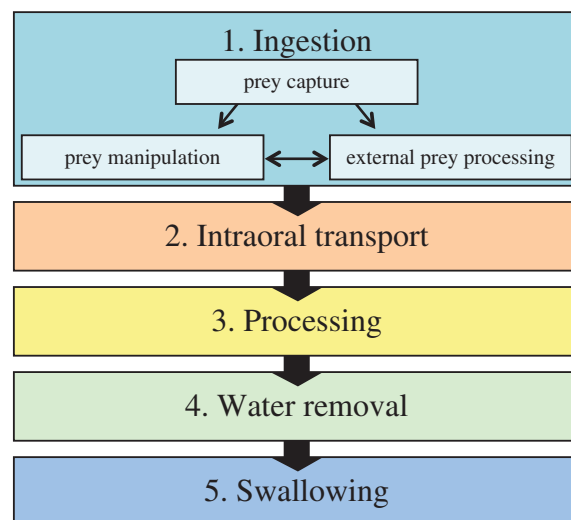 1. Ingestion
prey capture
prey manipulation
external prey processing
2. Intraoral transport
3. Processing
4. Water removal
5. Swallowing